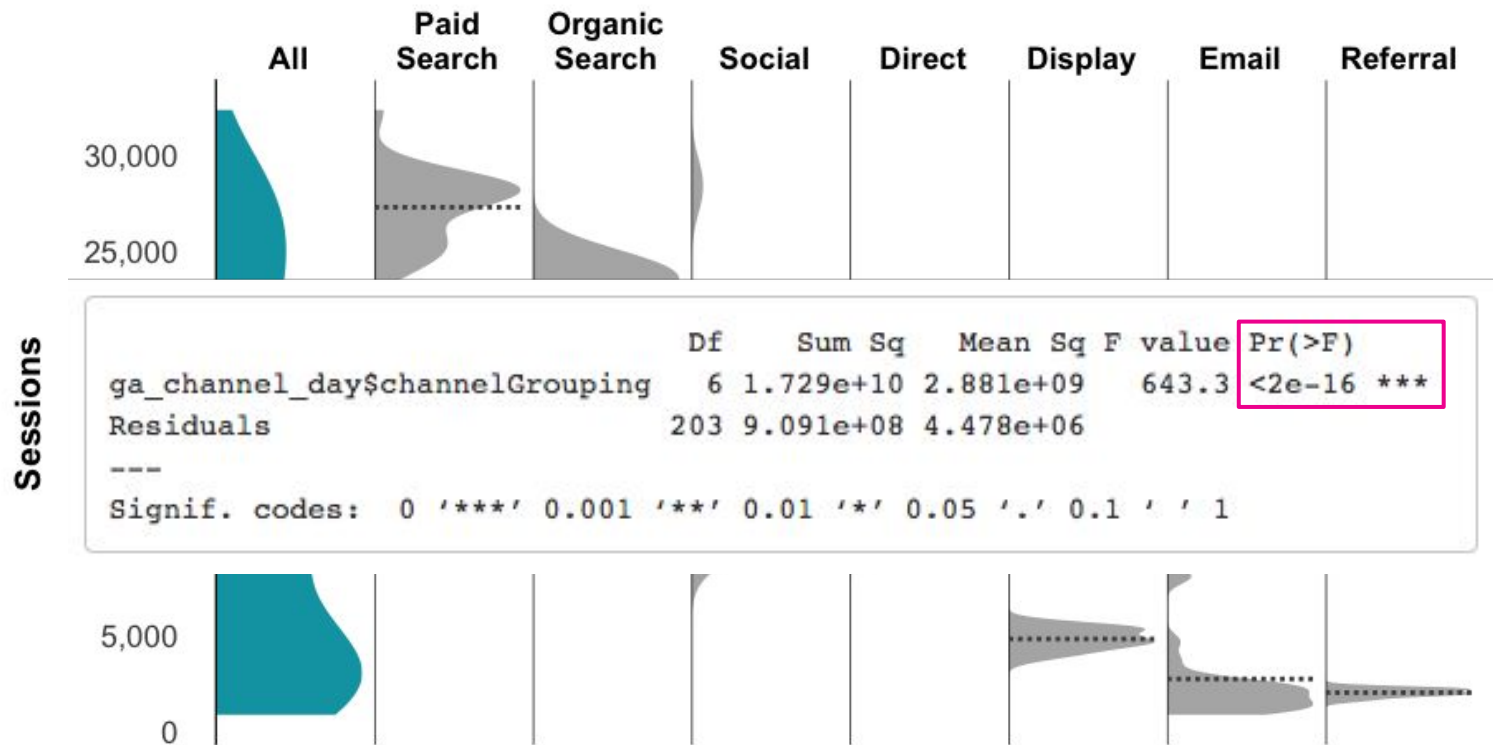 All
Paid Search
Organic Search
Social
Direct
Display
Email
Referral
30,000
25,000
Sessions
Df Sum Sq Mean Sq F value Pr(>F)
ga_channel_day$channelGrouping 6 1.729e+10 2.881e+09 643.3 <2e-16 ***
Residuals 203 9.091e+08 4.478e+06
---
Signif. codes: 0 ‘***’ 0.001 ‘**’ 0.01 ‘*’ 0.05 ‘.’ 0.1 ‘ ’ 1
5,000
0